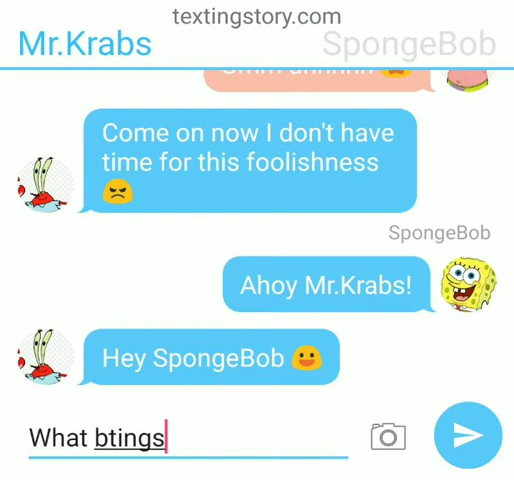 textingstory.com
Mr.Krabs
SpongeBob
Come on now I don't have
time for this foolishness
😠
SpongeBob
Ahoy Mr.Krabs!
Hey SpongeBob 😃
What btings